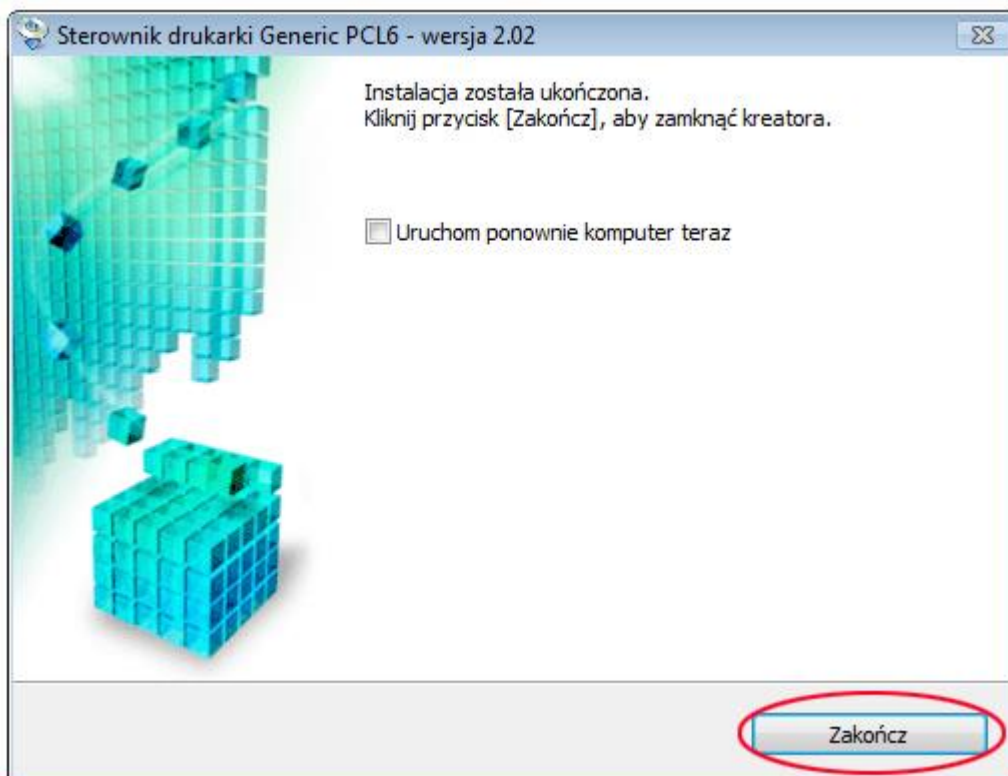 Sterownik drukarki Generic PCL6 - wersja 2.02
Instalacja została ukończona.
Kliknij przycisk [Zakończ], aby zamknąć kreatora.
Uruchom ponownie komputer teraz
Zakończ